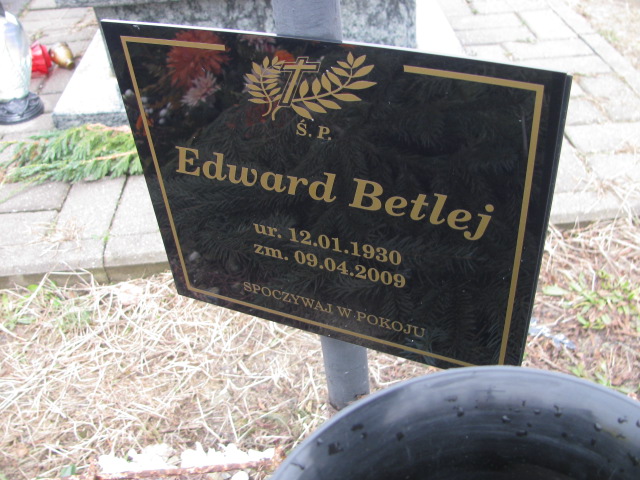 Ś. P.
Edward Betlej
ur. 12.01.1930
zm. 09.04.2009
SPOCZYWAJ W POKOJU